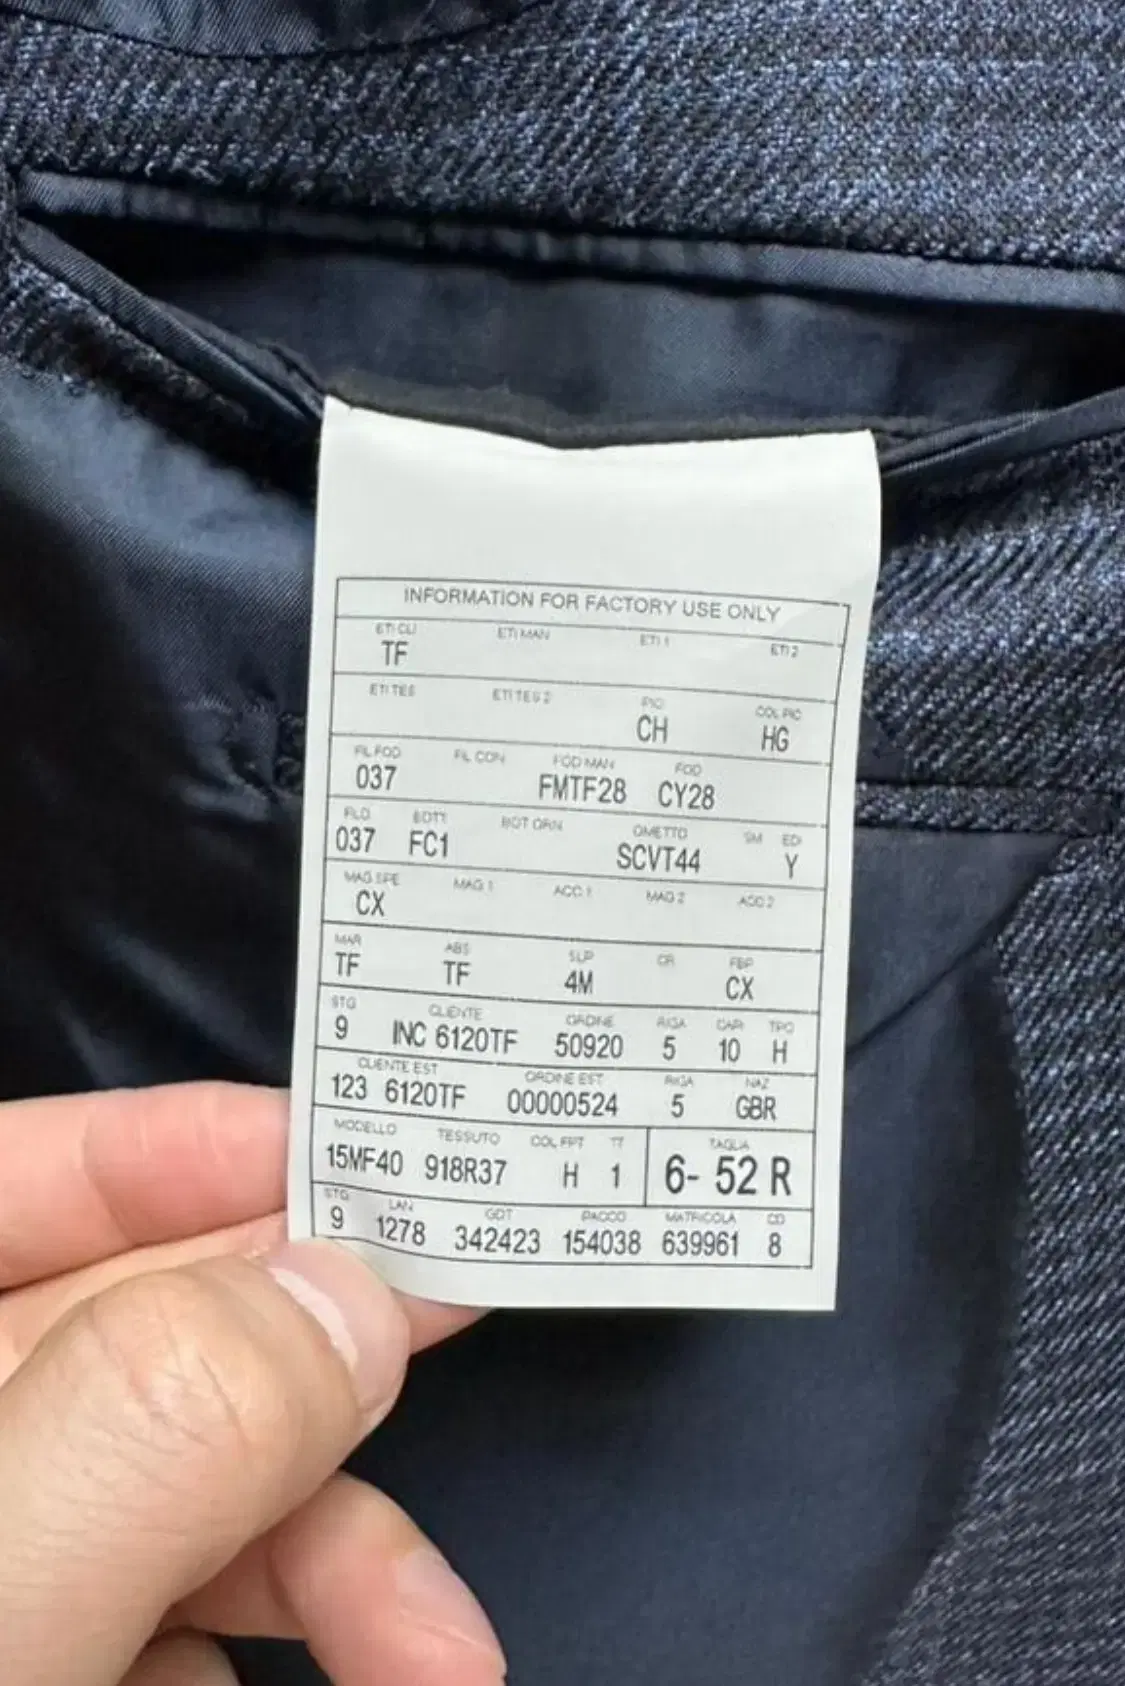 INFORMATION FOR FACTORY USE ONLY
ETI CLI ETI MAN ETI 1 ETI 2
TF
ETI TES ETI TES 2 PIC COL PIC
CH HG
FIL FOD FIL CON FOD MAN FOD
037 FMTF28 CY28
BOTT BOT ORN OMETTO SM ED
037 FC1 SCVT44 Y
MAG SPE MAG 1 ACC 1 MAG 2 ACC 2
CX
MAR ABS SLP CR FBP
TF TF 4M CX
STG CLIENTE ORDINE RIGA CAR TPO
9 INC 6120TF 50920 5 10 H
CLIENTE EST ORDINE EST RIGA NAZ
123 6120TF 00000524 5 GBR
MODELLO TESSUTO COL FPT TT TAGLIA
15MF40 918R37 H 1 6- 52 R
STG LAN GDT PACCO MATRICOLA CD
9 1278 342423 154038 639961 8